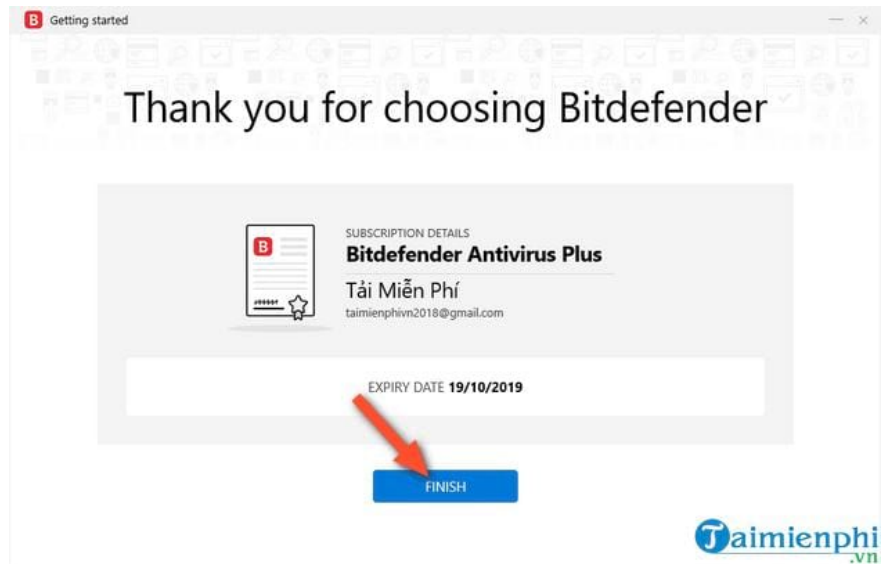 B Getting started
Thank you for choosing Bitdefender
B
SUBSCRIPTION DETAILS
Bitdefender Antivirus Plus
Tải Miễn Phí
taimienphivn2018@gmail.com
EXPIRY DATE 19/10/2019
FINISH
Taimienphi
.vn